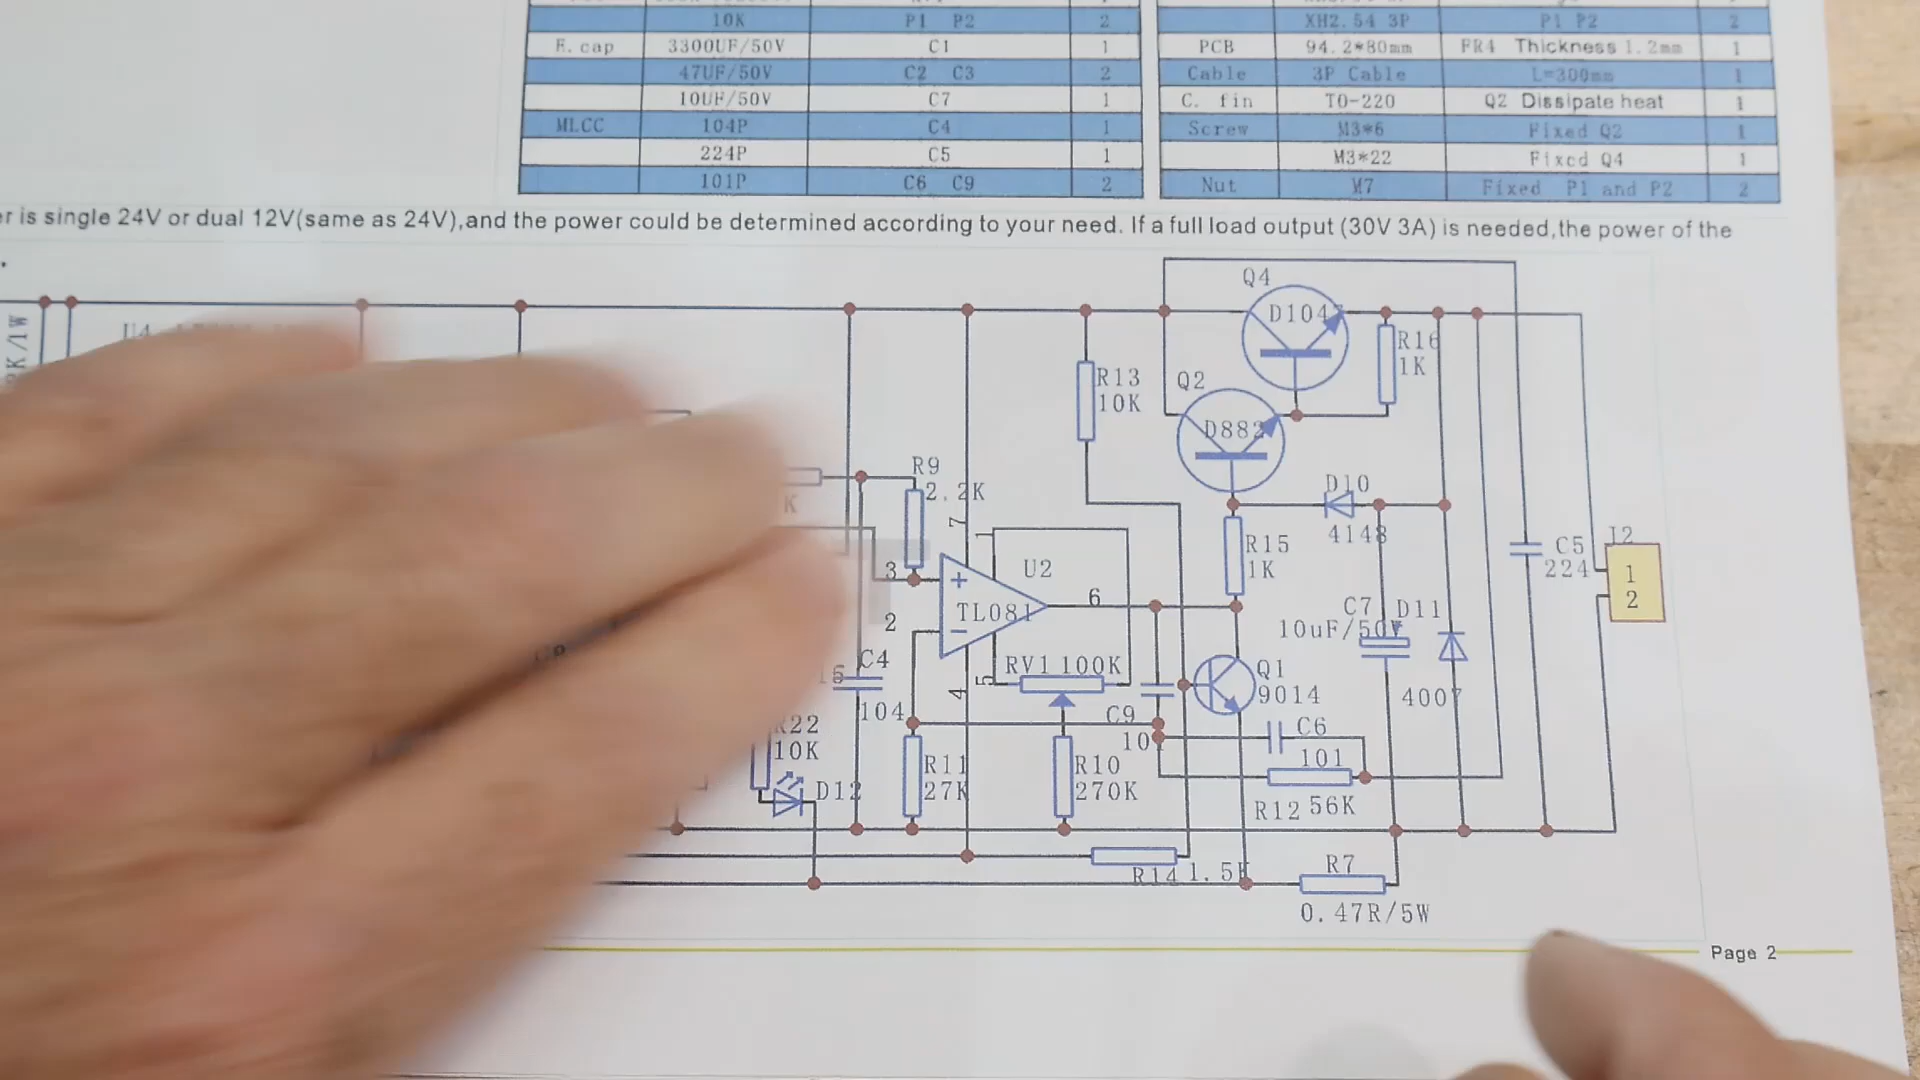 10K P1 P2 2
XH2.54 3P P1 P2 2
E.cap 3300UF/50V C1 1
PCB 94.2*80mm FR4 Thickness 1.2mm 1
47UF/50V C2 C3 2
Cable 3P Cable L=300mm 1
10UF/50V C7 1
C. fin TO-220 Q2 Dissipate heat 1
MLCC 104P C4 1
Screw M3*6 Fixed Q2 1
224P C5 1
M3*22 Fixed Q4 1
101P C6 C9 2
Nut M7 Fixed P1 and P2 2
er is single 24V or dual 12V(same as 24V),and the power could be determined according to your need. If a full load output (30V 3A) is needed,the power of the
.
K/1W
U4
Q4
D104
R16
1K
R13
10K
Q2
D882
R9
2.2K
K
D10
4148
7
1
R15
1K
C5
224
J2
1
2
3
+
U2
TL081
6
2
-
C7
10uF/50V
D11
4007
C4
104
4
5
RV1 100K
Q1
9014
C9
10
C6
101
R22
10K
D12
R11
27K
R10
270K
R12 56K
R14 1.5K
R7
0.47R/5W
Page 2